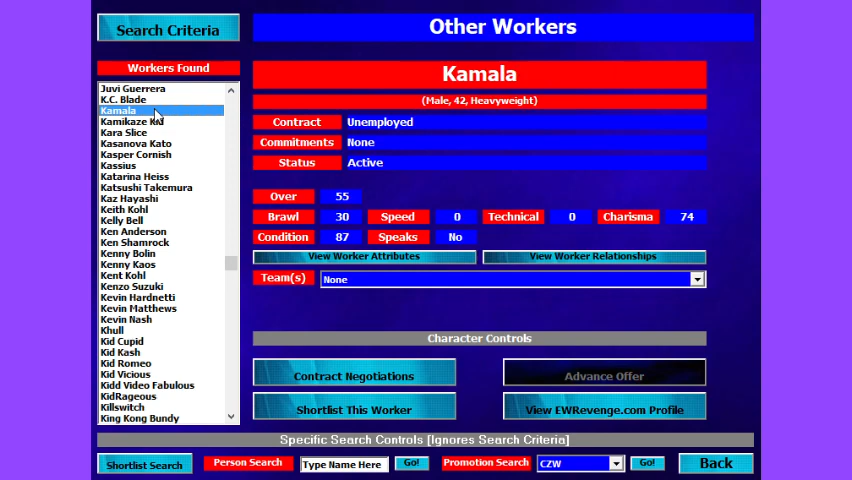 Search Criteria
Other Workers
Workers Found
Juvi Guerrera
K.C. Blade
Kamala
Kamikaze Kid
Kara Slice
Kasanova Kato
Kasper Cornish
Kassius
Katarina Heiss
Katsushi Takemura
Kaz Hayashi
Keith Kohl
Kelly Bell
Ken Anderson
Ken Shamrock
Kenny Bolin
Kenny Kaos
Kent Kohl
Kenzo Suzuki
Kevin Hardnetti
Kevin Matthews
Kevin Nash
Khull
Kid Cupid
Kid Kash
Kid Romeo
Kid Vicious
Kidd Video Fabulous
KidRageous
Killswitch
King Kong Bundy
Kamala
(Male, 42, Heavyweight)
Contract Unemployed
Commitments None
Status Active
Over 55
Brawl 30 Speed 0 Technical 0 Charisma 74
Condition 87 Speaks No
View Worker Attributes View Worker Relationships
Team(s) None
Character Controls
Contract Negotiations Advance Offer
Shortlist This Worker View EWRevenge.com Profile
Specific Search Controls [Ignores Search Criteria]
Shortlist Search Person Search Type Name Here Go! Promotion Search CZW Go! Back